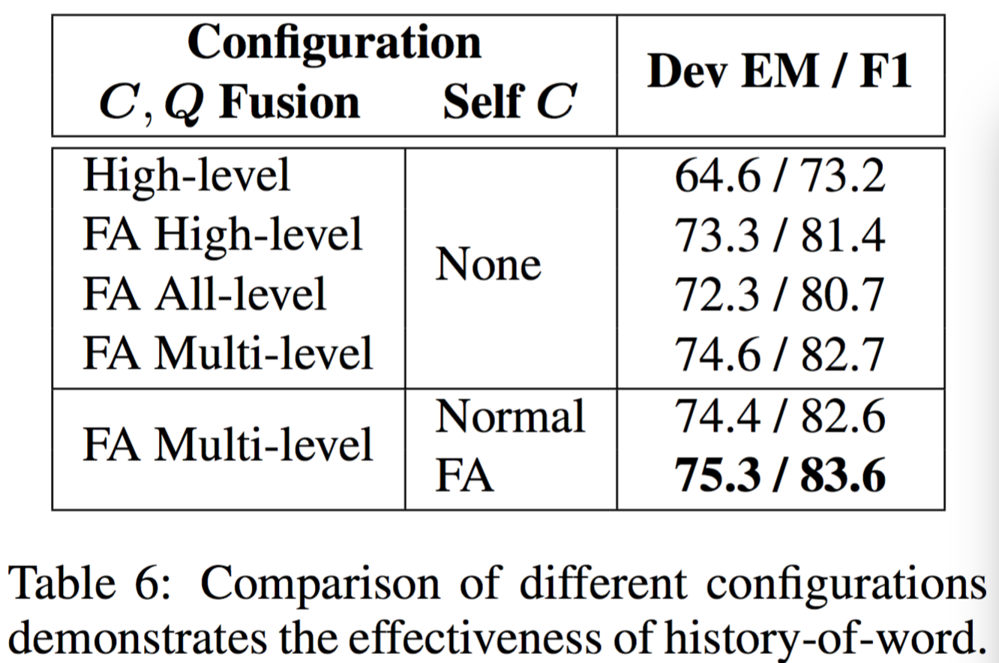 Configuration
C, Q Fusion Self C Dev EM / F1
High-level None 64.6 / 73.2
FA High-level 73.3 / 81.4
FA All-level 72.3 / 80.7
FA Multi-level 74.6 / 82.7
FA Multi-level Normal 74.4 / 82.6
FA 75.3 / 83.6
Table 6: Comparison of different configurations
demonstrates the effectiveness of history-of-word.